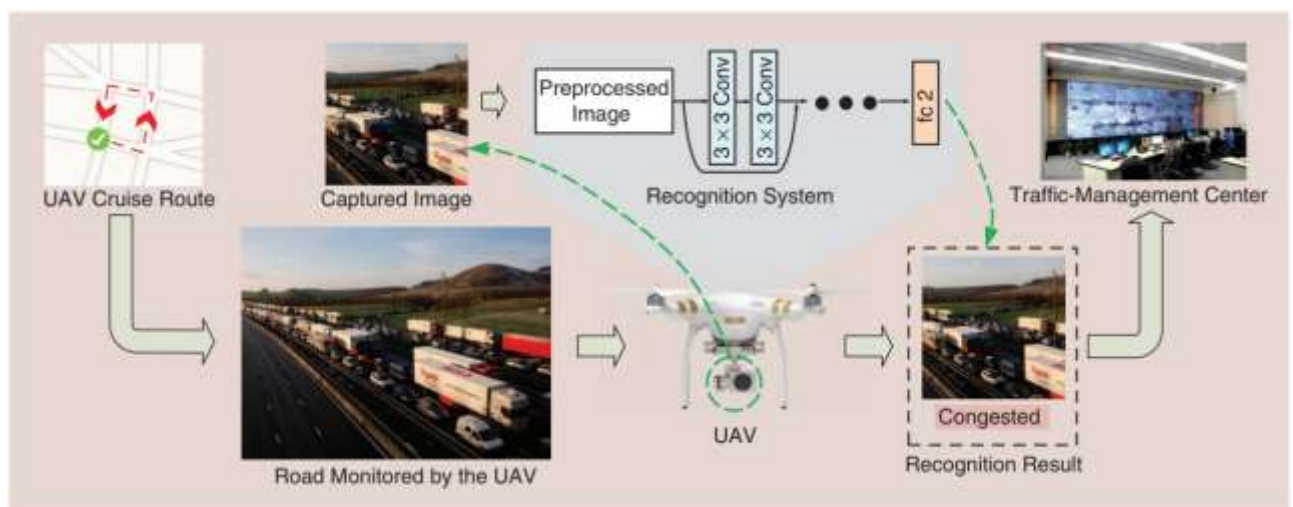 Preprocessed
Image
3 × 3 Conv
3 × 3 Conv
fc 2
UAV Cruise Route
Captured Image
Recognition System
Traffic-Management Center
Road Monitored by the UAV
UAV
Congested
Recognition Result